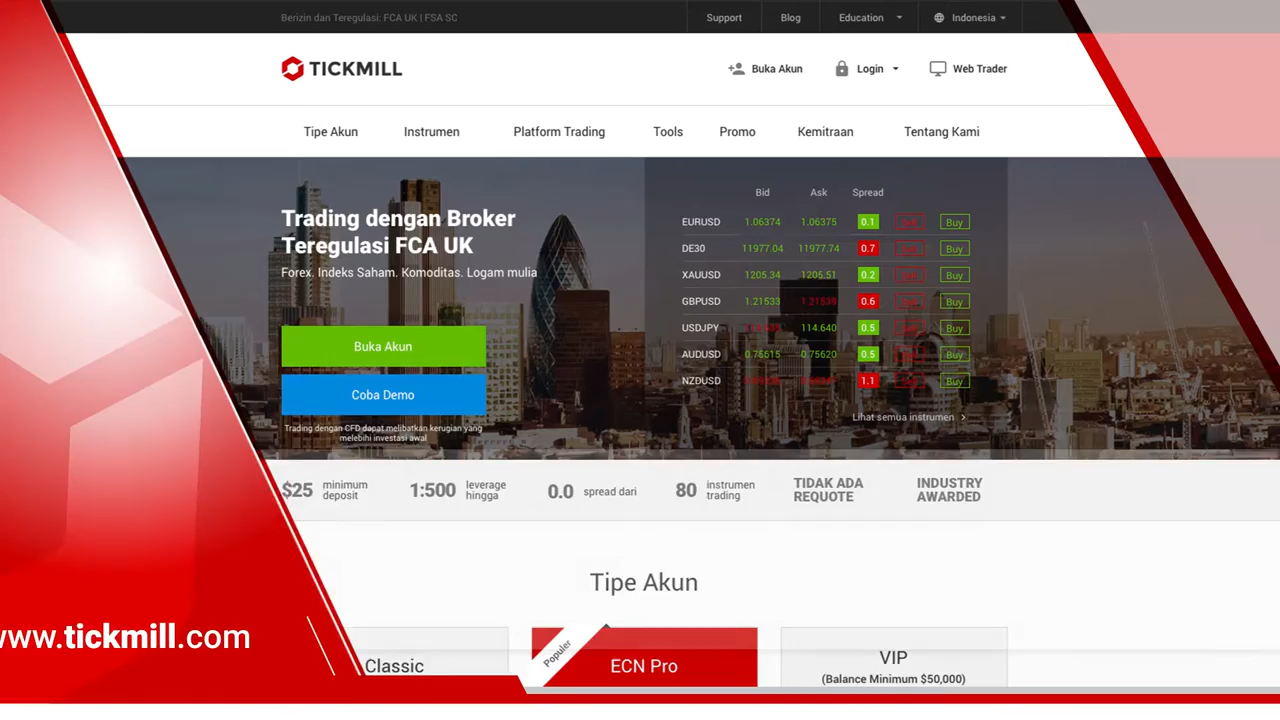 Berizin dan Teregulasi: FCA UK | FSA SC
Support
Blog
Education
Indonesia
TICKMILL
Buka Akun
Login
Web Trader
Tipe Akun
Instrumen
Platform Trading
Tools
Promo
Kemitraan
Tentang Kami
Trading dengan Broker
Teregulasi FCA UK
Forex. Indeks Saham. Komoditas. Logam mulia
Buka Akun
Coba Demo
Trading dengan CFD dapat melibatkan kerugian yang
melebihi investasi awal
Bid Ask Spread
EURUSD 1.06374 1.06375 0.1 Buy
DE30 11977.04 11977.74 0.7 Buy
XAUUSD 1205.34 1205.51 0.2 Buy
GBPUSD 1.21533 1.21539 0.6 Buy
USDJPY 114.640 0.5 Buy
AUDUSD 0.75615 0.75620 0.5 Buy
NZDUSD 1.1 Buy
Lihat semua instrumen
$25 minimum
deposit
1:500 leverage
hingga
0.0 spread dari
80 instrumen
trading
TIDAK ADA
REQUOTE
INDUSTRY
AWARDED
Tipe Akun
www.tickmill.com
Classic
Populer
ECN Pro
VIP
(Balance Minimum $50,000)